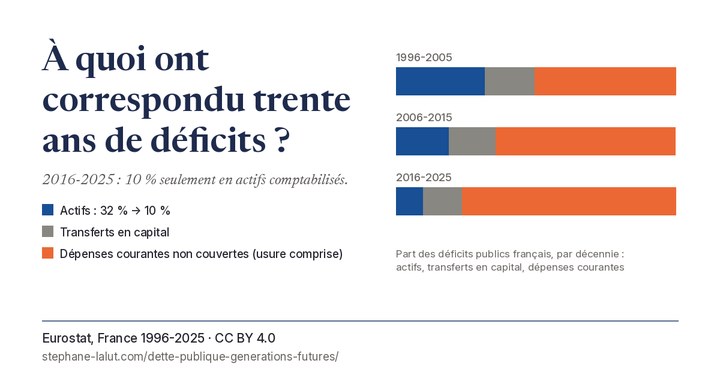 À quoi ont
correspondu trente
ans de déficits ?
2016-2025 : 10 % seulement en actifs comptabilisés.
Actifs : 32 % → 10 %
Transferts en capital
Dépenses courantes non couvertes (usure comprise)
1996-2005
2006-2015
2016-2025
Part des déficits publics français, par décennie :
actifs, transferts en capital, dépenses courantes
Eurostat, France 1996-2025 · CC BY 4.0
stephane-lalut.com/dette-publique-generations-futures/